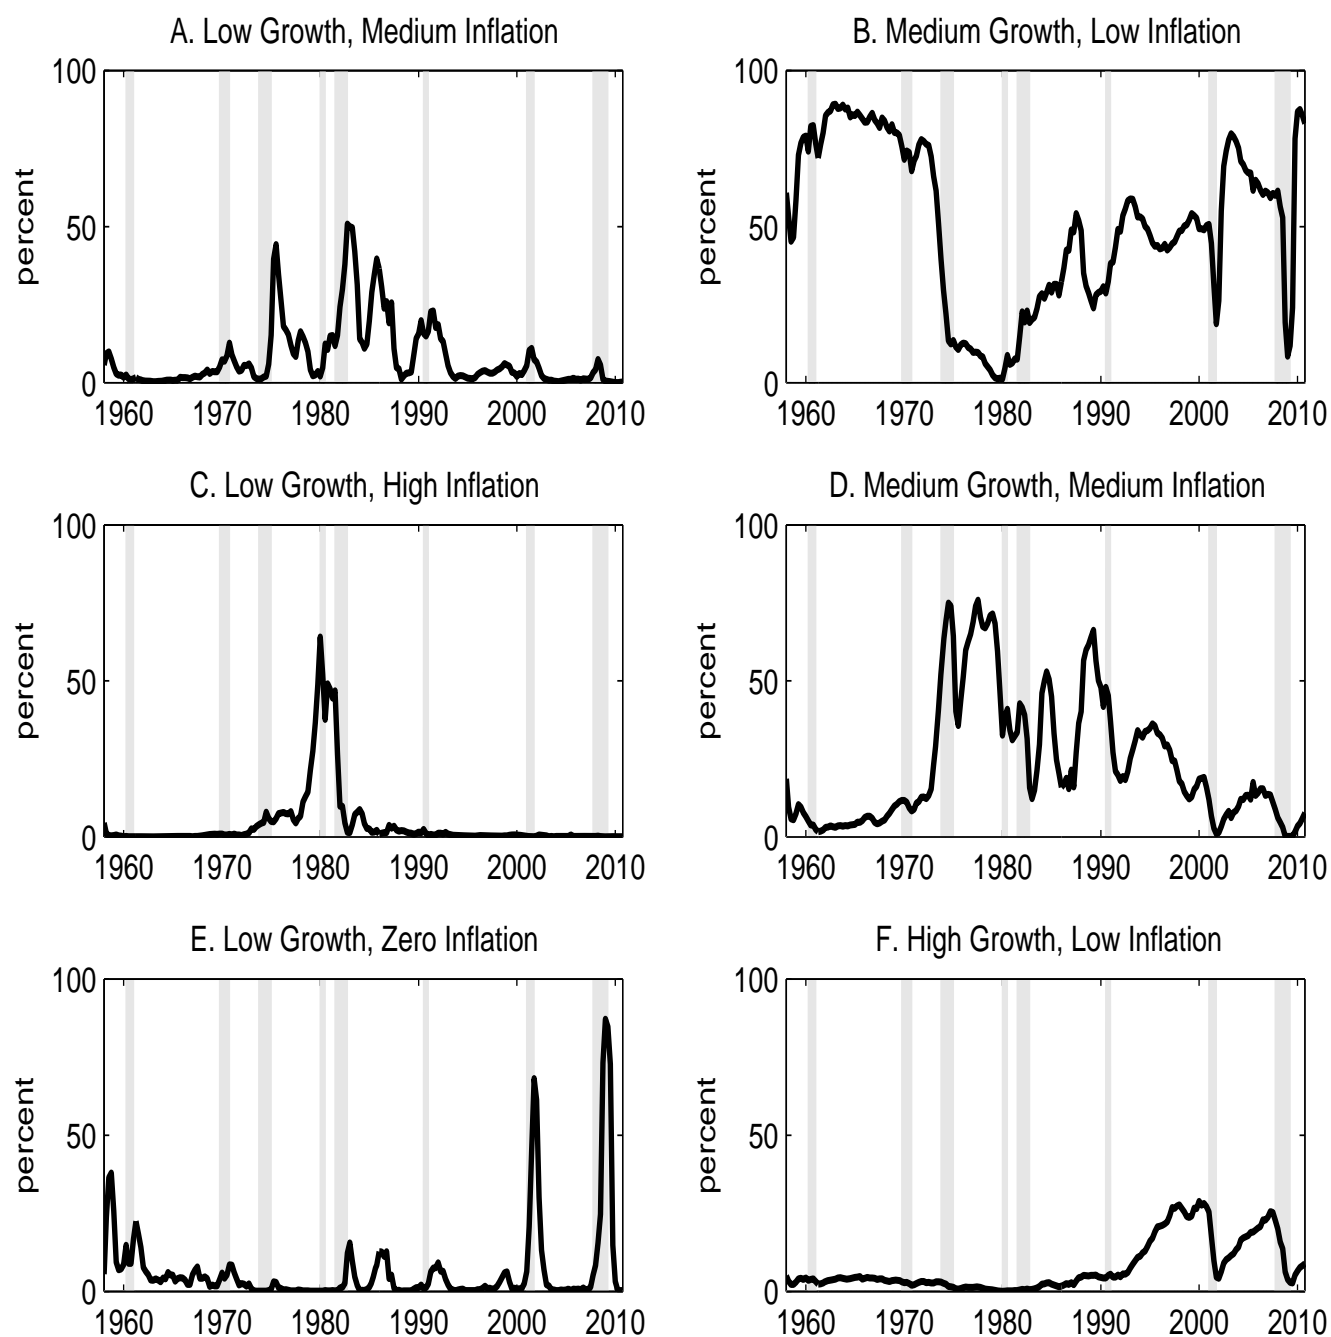 A. Low Growth, Medium Inflation
100
50
0
percent
1960 1970 1980 1990 2000 2010
B. Medium Growth, Low Inflation
100
50
0
percent
1960 1970 1980 1990 2000 2010
C. Low Growth, High Inflation
100
50
0
percent
1960 1970 1980 1990 2000 2010
D. Medium Growth, Medium Inflation
100
50
0
percent
1960 1970 1980 1990 2000 2010
E. Low Growth, Zero Inflation
100
50
0
percent
1960 1970 1980 1990 2000 2010
F. High Growth, Low Inflation
100
50
0
percent
1960 1970 1980 1990 2000 2010